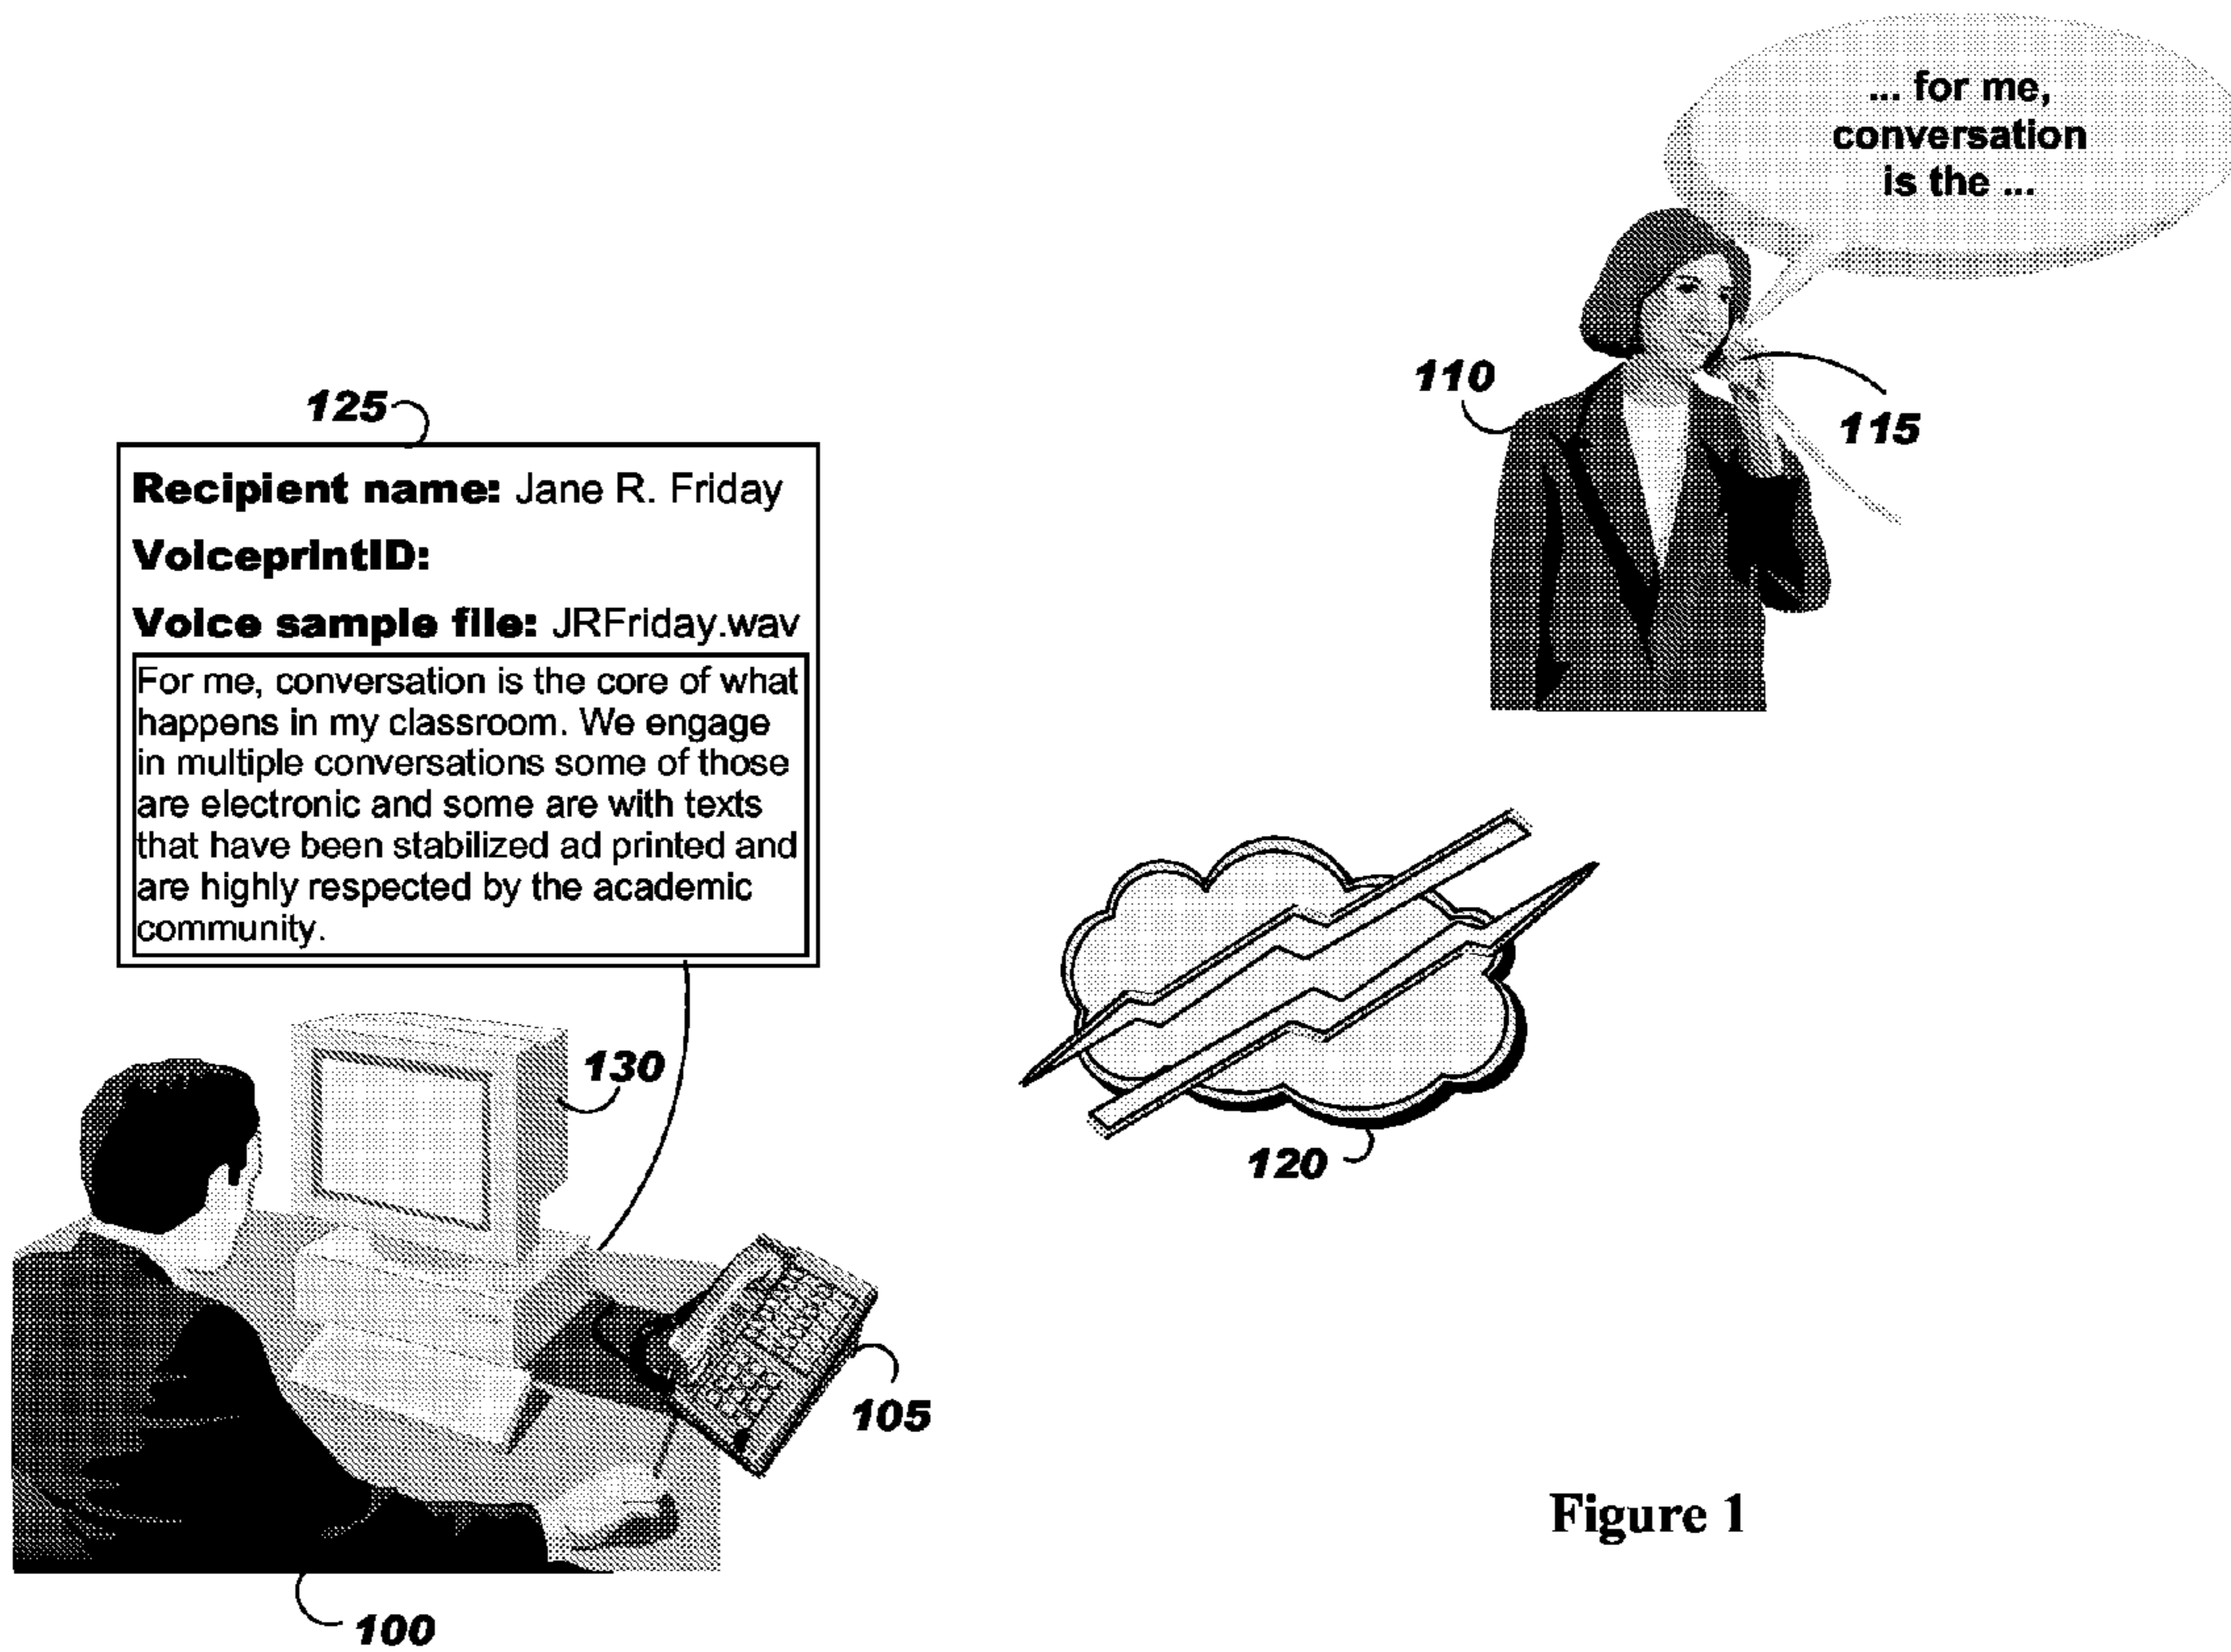 ... for me,
conversation
is the ...
110
115
125
Recipient name: Jane R. Friday
VoiceprintID:
Voice sample file: JRFriday.wav
For me, conversation is the core of what
happens in my classroom. We engage
in multiple conversations some of those
are electronic and some are with texts
that have been stabilized ad printed and
are highly respected by the academic
community.
130
120
105
Figure 1
100